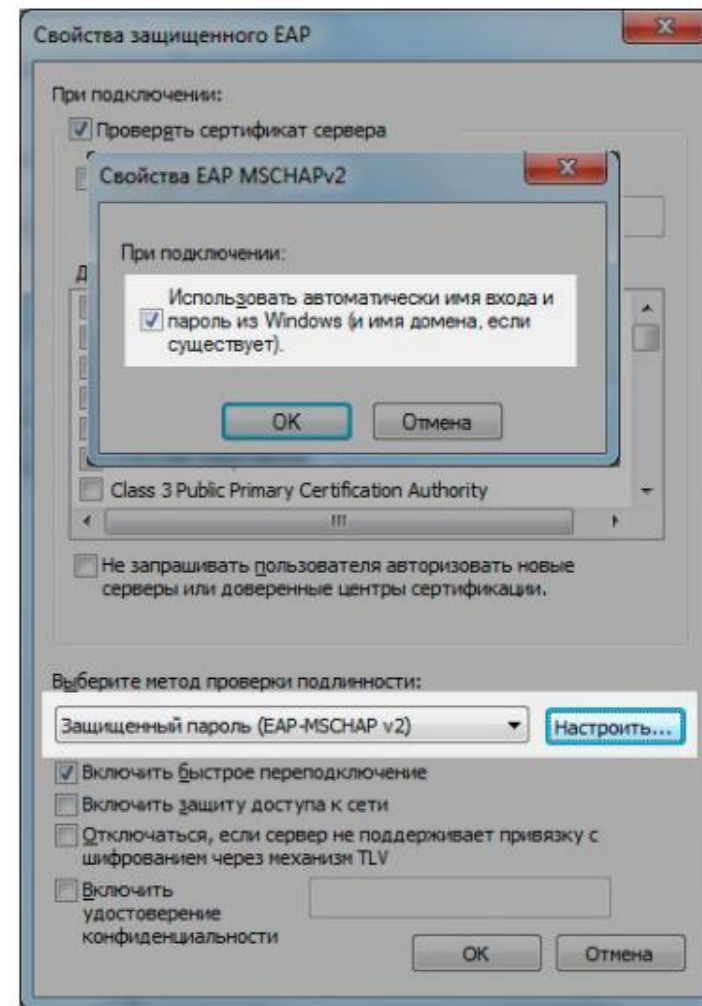 Свойства защищенного EAP
При подключении:
Проверять сертификат сервера
Свойства EAP MSCHAPv2
При подключении:
Использовать автоматически имя входа и
пароль из Windows (и имя домена, если
существует).
OK
Отмена
Class 3 Public Primary Certification Authority
Не запрашивать пользователя авторизовать новые
серверы или доверенные центры сертификации.
Выберите метод проверки подлинности:
Защищенный пароль (EAP-MSCHAP v2)
Настроить...
Включить быстрое переподключение
Включить защиту доступа к сети
Отключаться, если сервер не поддерживает привязку с
шифрованием через механизм TLV
Включить
удостоверение
конфиденциальности
OK
Отмена